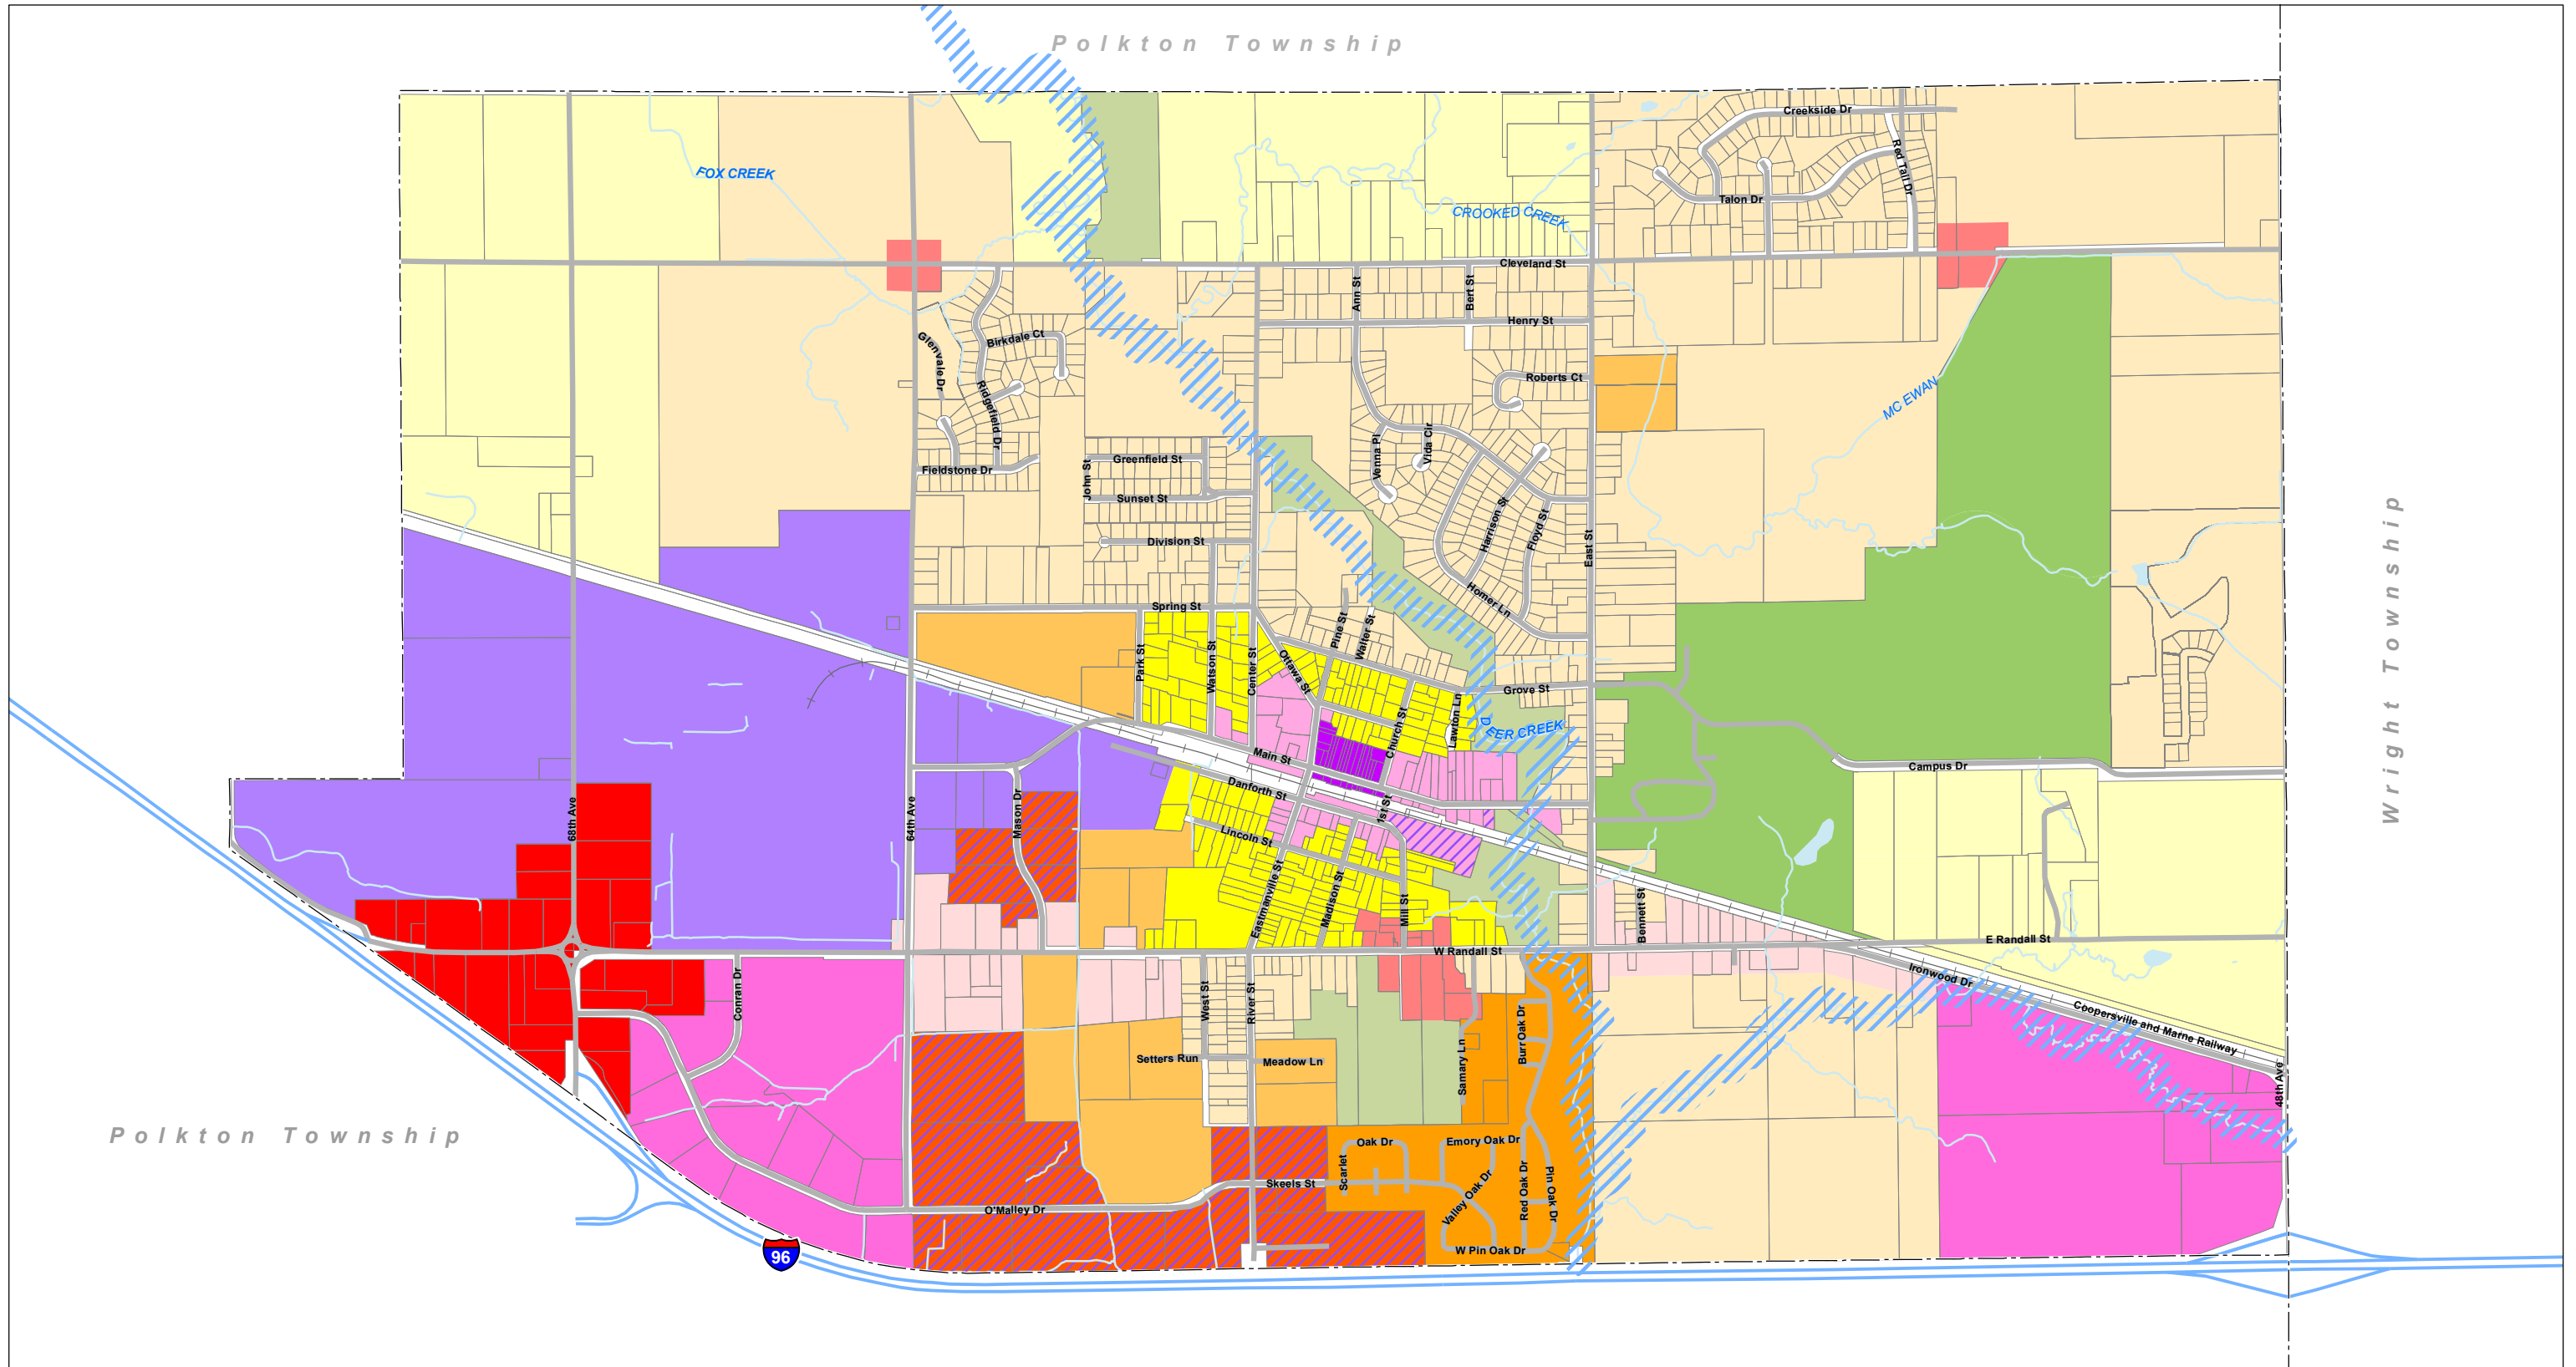 Polkton Township
Creekside Dr
Red Tail Dr
FOX CREEK
Talon Dr
CROOKED CREEK
Cleveland St
Ann St
Bert St
Henry St
Glenvale Dr
Birkdale Ct
Roberts Ct
Ridgefield Dr
MC EWAN
Venna Pl
Vida Cir
Greenfield St
Fieldstone Dr
John St
Sunset St
Harrison St
Floyd St
Division St
East St
Wright Township
Homer Ln
Spring St
Pine St
Walter St
Park St
Watson St
Center St
Ottawa St
Grove St
Church St
Lawton Ln
DEER CREEK
Main St
Campus Dr
Danforth St
68th Ave
64th Ave
Mason Dr
1st St
Lincoln St
Eastmanville St
Madison St
Mill St
Bennett St
E Randall St
W Randall St
Conran Dr
West St
River St
Ironwood Dr
Coopersville and Marne Railway
Burr Oak Dr
Setters Run
Meadow Ln
Samary Ln
48th Ave
Polkton Township
Oak Dr
Emory Oak Dr
Scarlet
Skeels St
Valley Oak Dr
Red Oak Dr
Pin Oak Dr
O'Malley Dr
W Pin Oak Dr
96